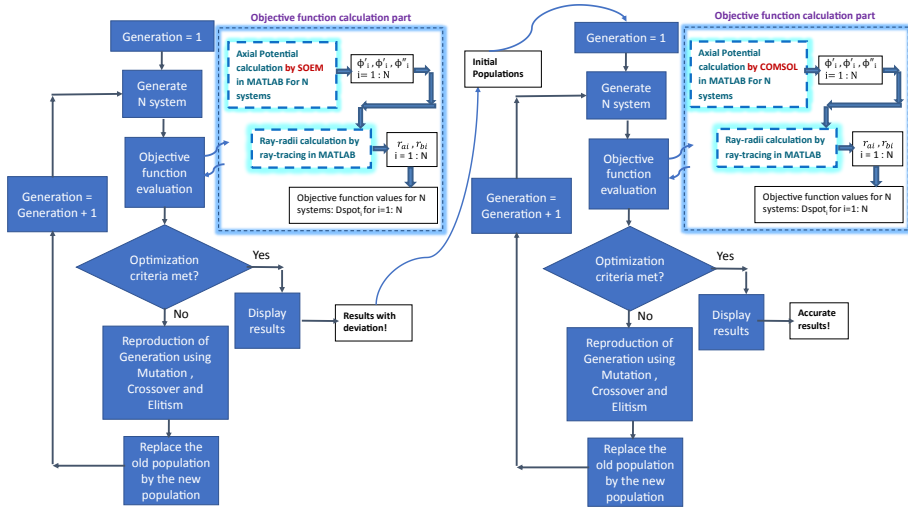 Objective function calculation part
Generation = 1
Axial Potential
calculation by SOEM
in MATLAB For N
systems
ϕ'ᵢ, ϕ'ᵢ, ϕ"ᵢ
i= 1 : N
Generate
N system
Ray-radii calculation by
ray-tracing in MATLAB
rₐᵢ , r_bi
i = 1 : N
Objective
function
evaluation
Objective function values for N
systems: Dspotᵢ for i=1: N
Generation =
Generation + 1
Optimization
criteria met?
Yes
No
Display
results
Results with
deviation!
Reproduction of
Generation using
Mutation ,
Crossover and
Elitism
Replace the
old population
by the new
population
Initial
Populations
Objective function calculation part
Generation = 1
Axial Potential
calculation by COMSOL
in MATLAB For N
systems
ϕ'ᵢ, ϕ'ᵢ, ϕ"ᵢ
i= 1 : N
Generate
N system
Ray-radii calculation by
ray-tracing in MATLAB
rₐᵢ , r_bi
i = 1 : N
Objective
function
evaluation
Objective function values for N
systems: Dspotᵢ for i=1: N
Generation =
Generation + 1
Optimization
criteria met?
Yes
No
Display
results
Accurate
results!
Reproduction of
Generation using
Mutation ,
Crossover and
Elitism
Replace the
old population
by the new
population